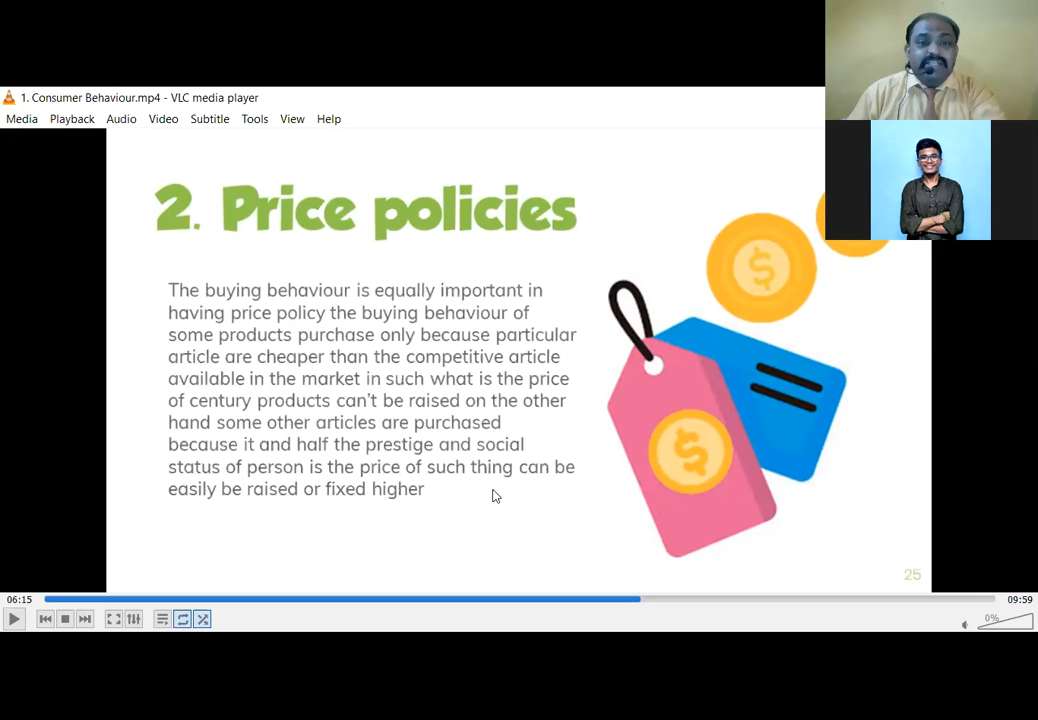 1. Consumer Behaviour.mp4 - VLC media player
Media Playback Audio Video Subtitle Tools View Help
2. Price policies
The buying behaviour is equally important in
having price policy the buying behaviour of
some products purchase only because particular
article are cheaper than the competitive article
available in the market in such what is the price
of century products can't be raised on the other
hand some other articles are purchased
because it and half the prestige and social
status of person is the price of such thing can be
easily be raised or fixed higher
$
$
25
06:15
09:59
0%